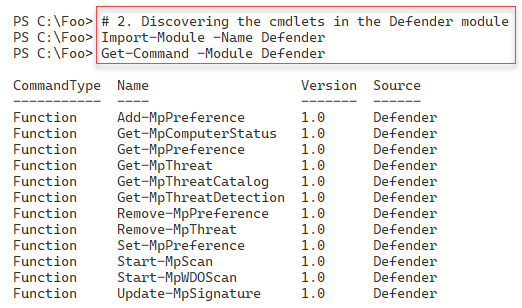 PS C:\Foo> # 2. Discovering the cmdlets in the Defender module
PS C:\Foo> Import-Module -Name Defender
PS C:\Foo> Get-Command -Module Defender
CommandType Name Version Source
----------- ---- ------- ------
Function Add-MpPreference 1.0 Defender
Function Get-MpComputerStatus 1.0 Defender
Function Get-MpPreference 1.0 Defender
Function Get-MpThreat 1.0 Defender
Function Get-MpThreatCatalog 1.0 Defender
Function Get-MpThreatDetection 1.0 Defender
Function Remove-MpPreference 1.0 Defender
Function Remove-MpThreat 1.0 Defender
Function Set-MpPreference 1.0 Defender
Function Start-MpScan 1.0 Defender
Function Start-MpWDOScan 1.0 Defender
Function Update-MpSignature 1.0 Defender